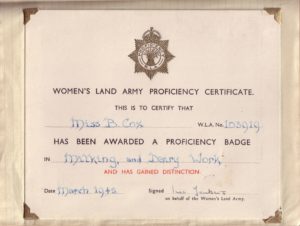 WOMEN'S LAND ARMY PROFICIENCY CERTIFICATE.
THIS IS TO CERTIFY THAT
Miss B. Cox W.L.A. No. 103919
HAS BEEN AWARDED A PROFICIENCY BADGE
IN Milking and Dairy Work
AND HAS GAINED DISTINCTION
Date March 1945 Signed
on behalf of the Women's Land Army.